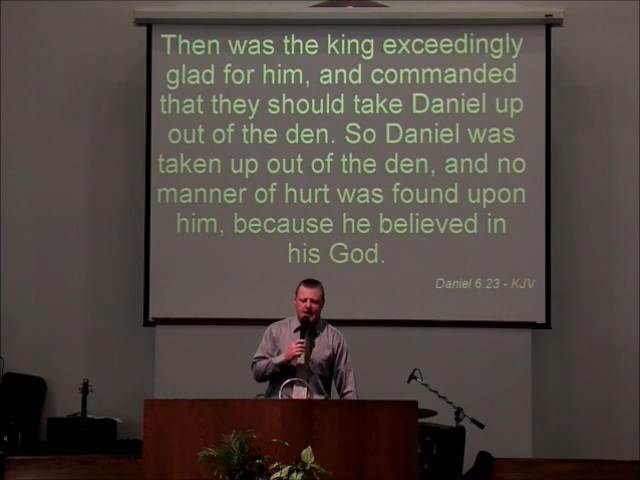 Then was the king exceedingly
glad for him, and commanded
that they should take Daniel up
out of the den. So Daniel was
taken up out of the den, and no
manner of hurt was found upon
him, because he believed in
his God.
Daniel 6:23 - KJV